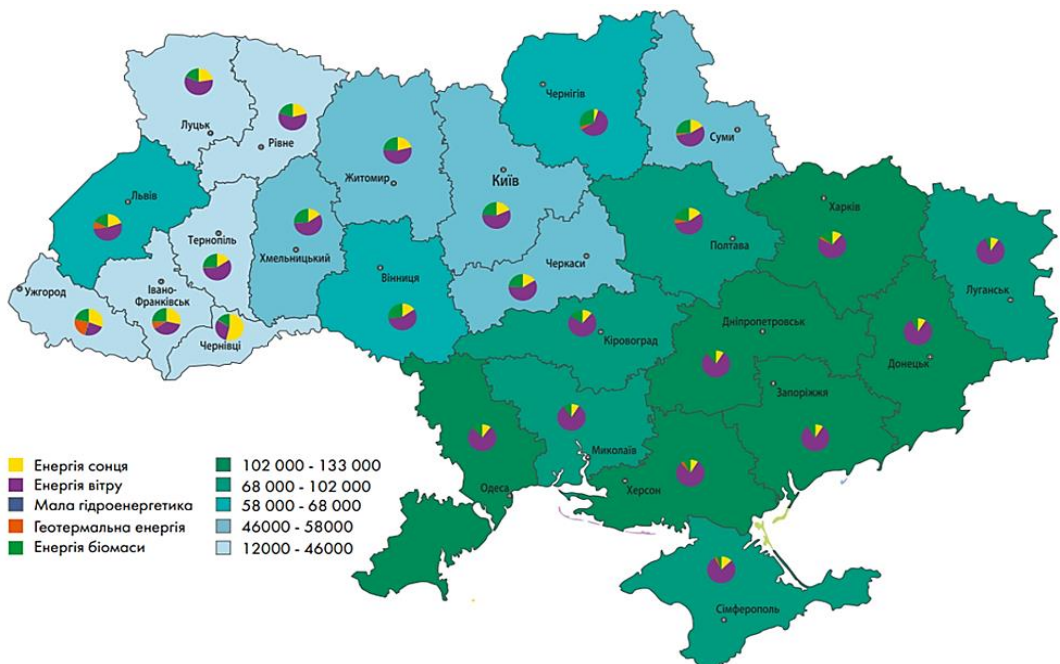 Чернігів
Луцьк
Рівне
Суми
Житомир
Київ
Львів
Харків
Тернопіль
Полтава
Хмельницький
Вінниця
Черкаси
Ужгород
Івано-
Франківськ
Луганськ
Чернівці
Кіровоград
Дніпропетровськ
Донецьк
Запоріжжя
Миколаїв
Одеса
Херсон
Сімферополь
Енергія сонця
Енергія вітру
Мала гідроенергетика
Геотермальна енергія
Енергія біомаси
102 000 - 133 000
68 000 - 102 000
58 000 - 68 000
46000 - 58000
12000 - 46000